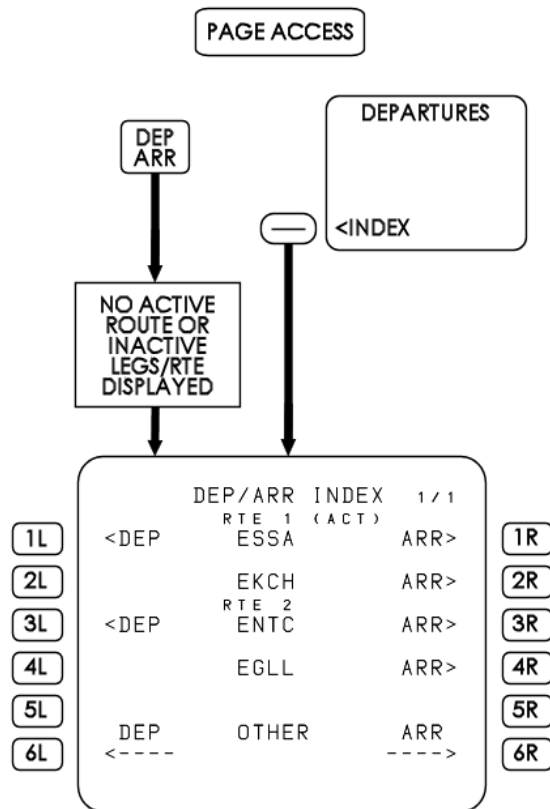 PAGE ACCESS
DEPARTURES
<INDEX
DEP
ARR
NO ACTIVE
ROUTE OR
INACTIVE
LEGS/RTE
DISPLAYED
DEP/ARR INDEX 1/1
RTE 1 (ACT)
1L <DEP ESSA ARR> 1R
2L EKCH ARR> 2R
RTE 2
3L <DEP ENTC ARR> 3R
4L EGLL ARR> 4R
5L 5R
DEP OTHER ARR
6L <---- ----> 6R